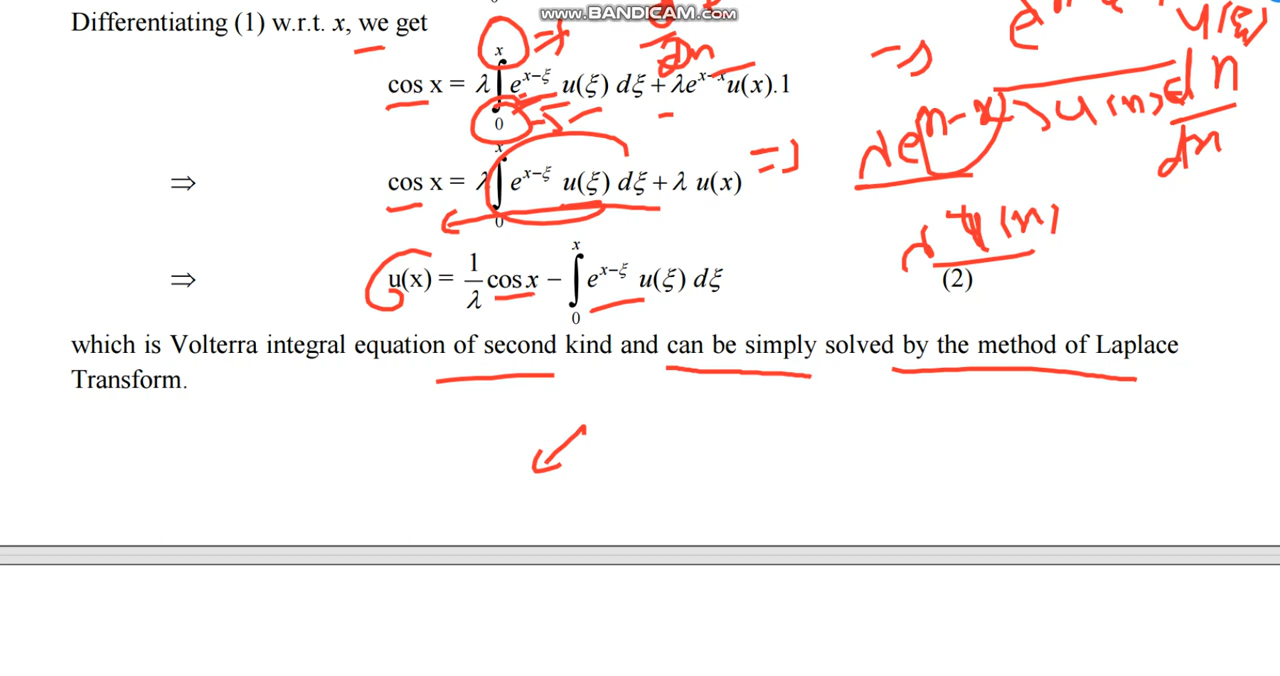 www.BANDICAM.com
Differentiating (1) w.r.t. x, we get
cos x = λ ∫₀ˣ e^{x−ξ} u(ξ) dξ + λe^{x−x} u(x).1
⇒ cos x = λ ∫₀ˣ e^{x−ξ} u(ξ) dξ + λ u(x)
⇒ u(x) = 1/λ cos x − ∫₀ˣ e^{x−ξ} u(ξ) dξ (2)
which is Volterra integral equation of second kind and can be simply solved by the method of Laplace
Transform.